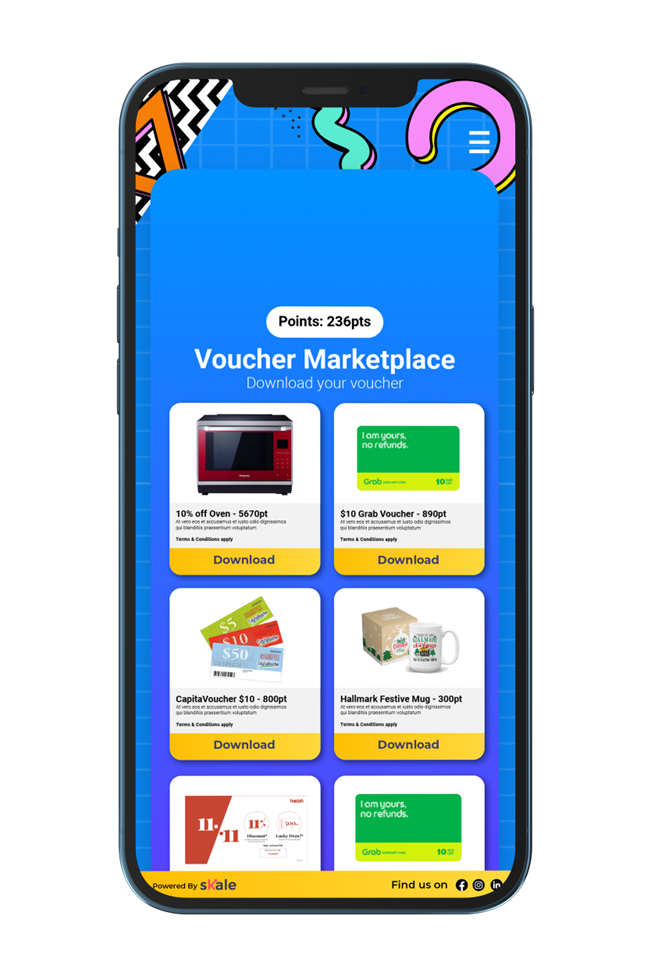 Points: 236pts
Voucher Marketplace
Download your voucher
I am yours,
no refunds.
Grab
10
10% off Oven - 5670pt
At vero eos et accusamus et iusto odio dignissimos
qui blanditiis praesentium voluptatum
Terms & Conditions apply
Download
$10 Grab Voucher - 890pt
At vero eos et accusamus et iusto odio dignissimos
qui blanditiis praesentium voluptatum
Terms & Conditions apply
Download
$5
$10
$50
CapitaVoucher $10 - 800pt
At vero eos et accusamus et iusto odio dignissimos
qui blanditiis praesentium voluptatum
Terms & Conditions apply
Download
Hallmark Festive Mug - 300pt
At vero eos et accusamus et iusto odio dignissimos
qui blanditiis praesentium voluptatum
Terms & Conditions apply
Download
11.11
11%
Discount*
Lucky Draw!*
I am yours,
no refunds.
Grab
10
Powered By sKale
Find us on